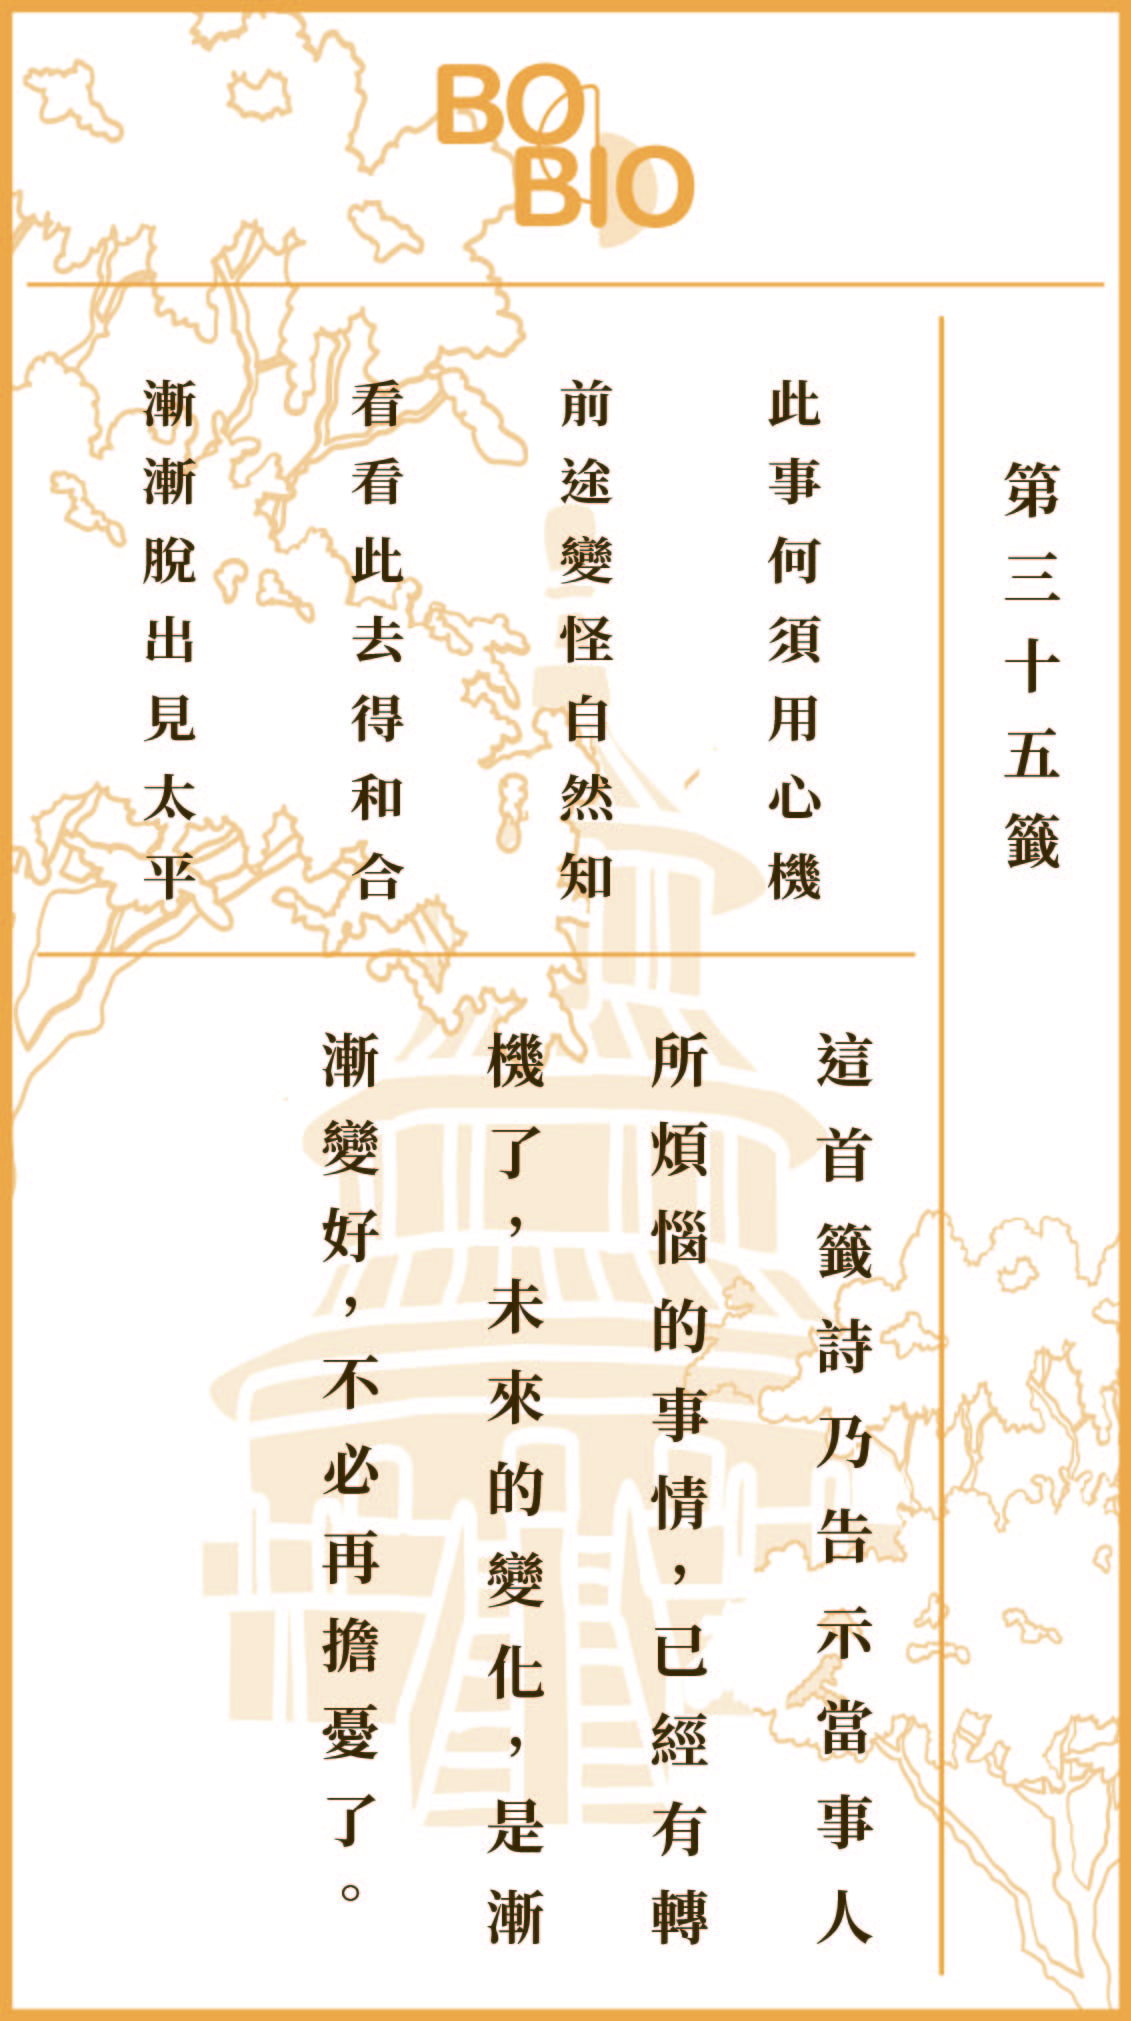 BO
BIO
第三十五籤
此事何須用心機
前途變怪自然知
看看此去得和合
漸漸脫出見太平
這首籤詩乃告示當事人
所煩惱的事情，已經有轉
機了，未來的變化，是漸
漸變好，不必再擔憂了。